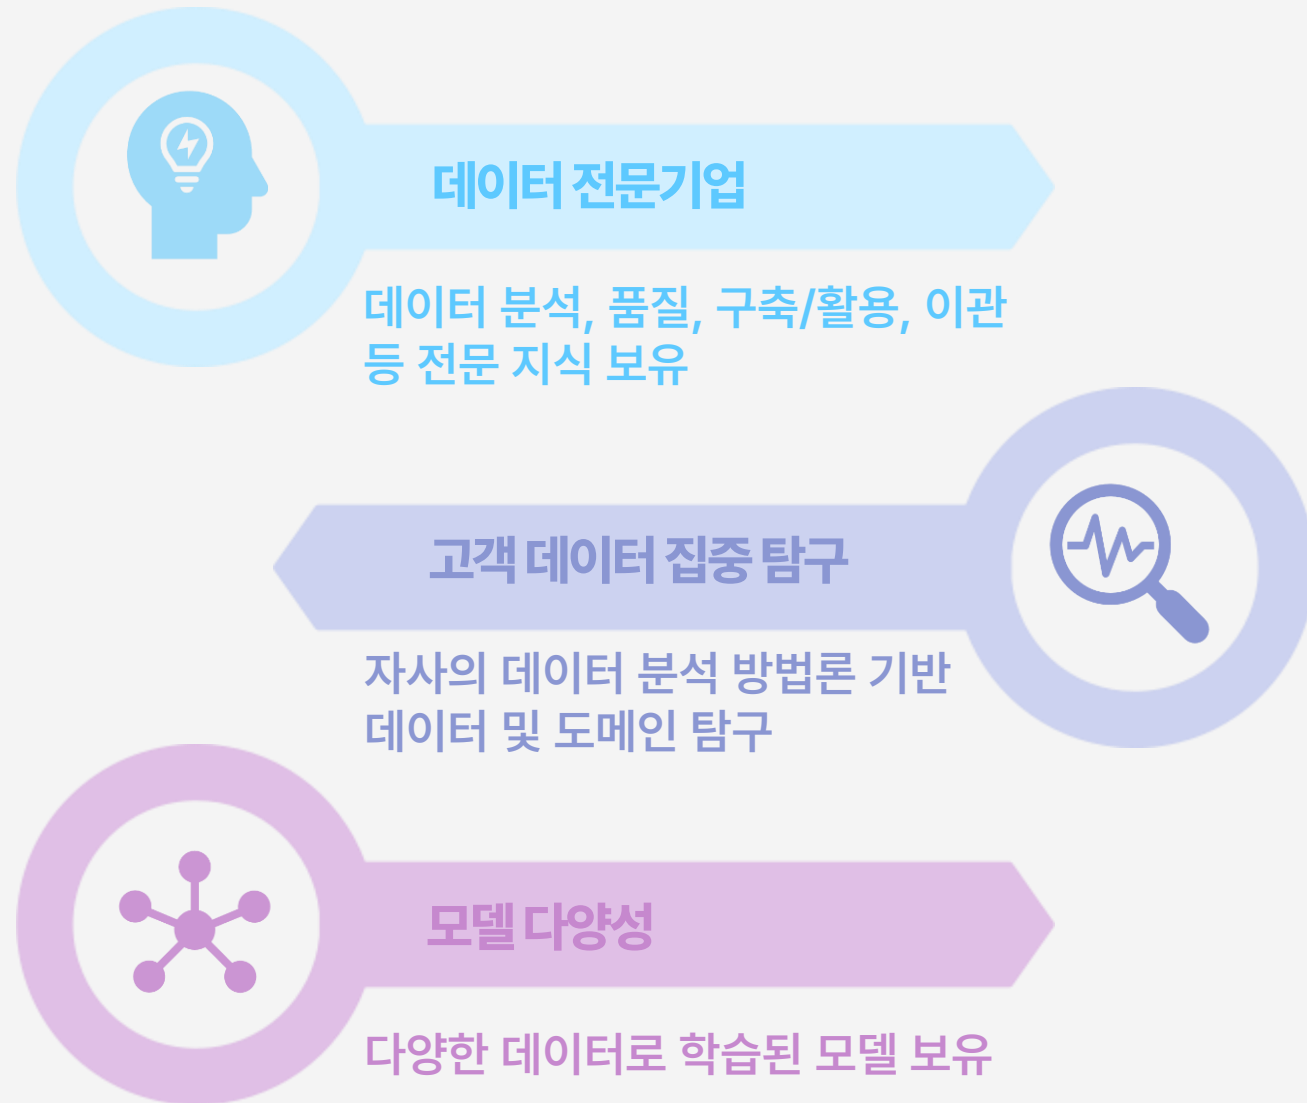 데이터 전문기업
데이터 분석, 품질, 구축/활용, 이관
등 전문 지식 보유
고객 데이터 집중 탐구
자사의 데이터 분석 방법론 기반
데이터 및 도메인 탐구
모델 다양성
다양한 데이터로 학습된 모델 보유